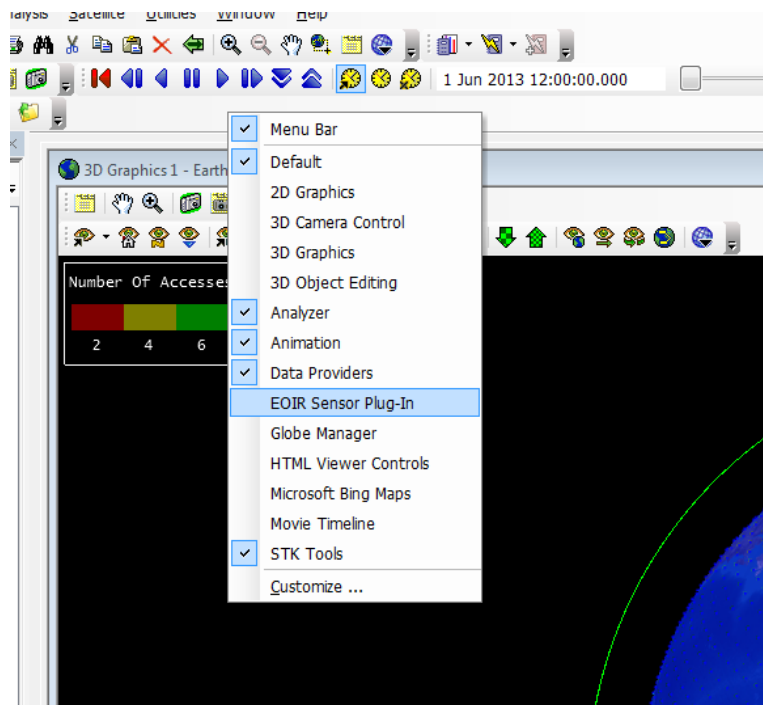 Analysis Satellite Utilities Window Help
1 Jun 2013 12:00:00.000
Menu Bar
3D Graphics 1 - Earth
Default
2D Graphics
3D Camera Control
3D Graphics
3D Object Editing
Number Of Accesses
Analyzer
2 4 6
Animation
Data Providers
EOIR Sensor Plug-In
Globe Manager
HTML Viewer Controls
Microsoft Bing Maps
Movie Timeline
STK Tools
Customize ...